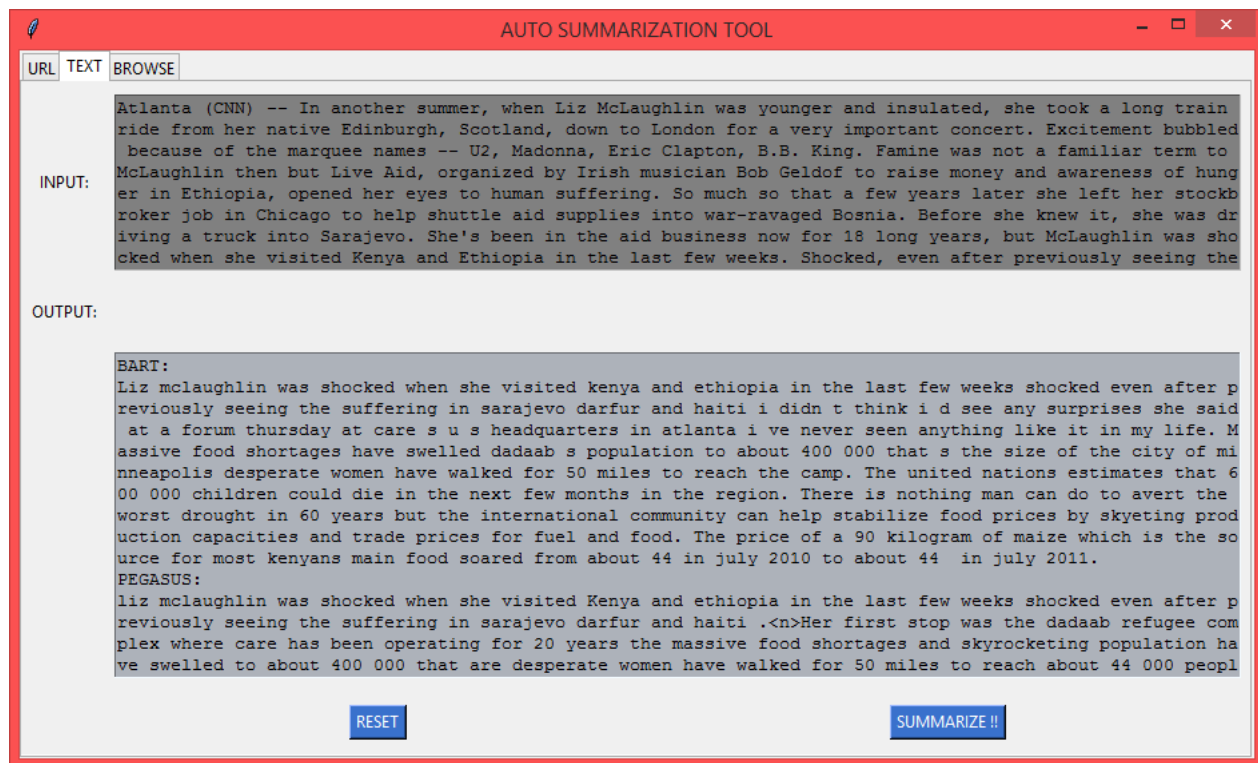 AUTO SUMMARIZATION TOOL
URL TEXT BROWSE
INPUT:
Atlanta (CNN) -- In another summer, when Liz McLaughlin was younger and insulated, she took a long train
ride from her native Edinburgh, Scotland, down to London for a very important concert. Excitement bubbled
because of the marquee names -- U2, Madonna, Eric Clapton, B.B. King. Famine was not a familiar term to
McLaughlin then but Live Aid, organized by Irish musician Bob Geldof to raise money and awareness of hung
er in Ethiopia, opened her eyes to human suffering. So much so that a few years later she left her stockb
roker job in Chicago to help shuttle aid supplies into war-ravaged Bosnia. Before she knew it, she was dr
iving a truck into Sarajevo. She's been in the aid business now for 18 long years, but McLaughlin was sho
cked when she visited Kenya and Ethiopia in the last few weeks. Shocked, even after previously seeing the
OUTPUT:
BART:
Liz mclaughlin was shocked when she visited kenya and ethiopia in the last few weeks shocked even after p
reviously seeing the suffering in sarajevo darfur and haiti i didn t think i d see any surprises she said
at a forum thursday at care s u s headquarters in atlanta i ve never seen anything like it in my life. M
assive food shortages have swelled dadaab s population to about 400 000 that s the size of the city of mi
nneapolis desperate women have walked for 50 miles to reach the camp. The united nations estimates that 6
00 000 children could die in the next few months in the region. There is nothing man can do to avert the
worst drought in 60 years but the international community can help stabilize food prices by skyeting prod
uction capacities and trade prices for fuel and food. The price of a 90 kilogram of maize which is the so
urce for most kenyans main food soared from about 44 in july 2010 to about 44  in july 2011.
PEGASUS:
liz mclaughlin was shocked when she visited Kenya and ethiopia in the last few weeks shocked even after p
reviously seeing the suffering in sarajevo darfur and haiti .<n>Her first stop was the dadaab refugee com
plex where care has been operating for 20 years the massive food shortages and skyrocketing population ha
ve swelled to about 400 000 that are desperate women have walked for 50 miles to reach about 44 000 peopl
RESET SUMMARIZE !!